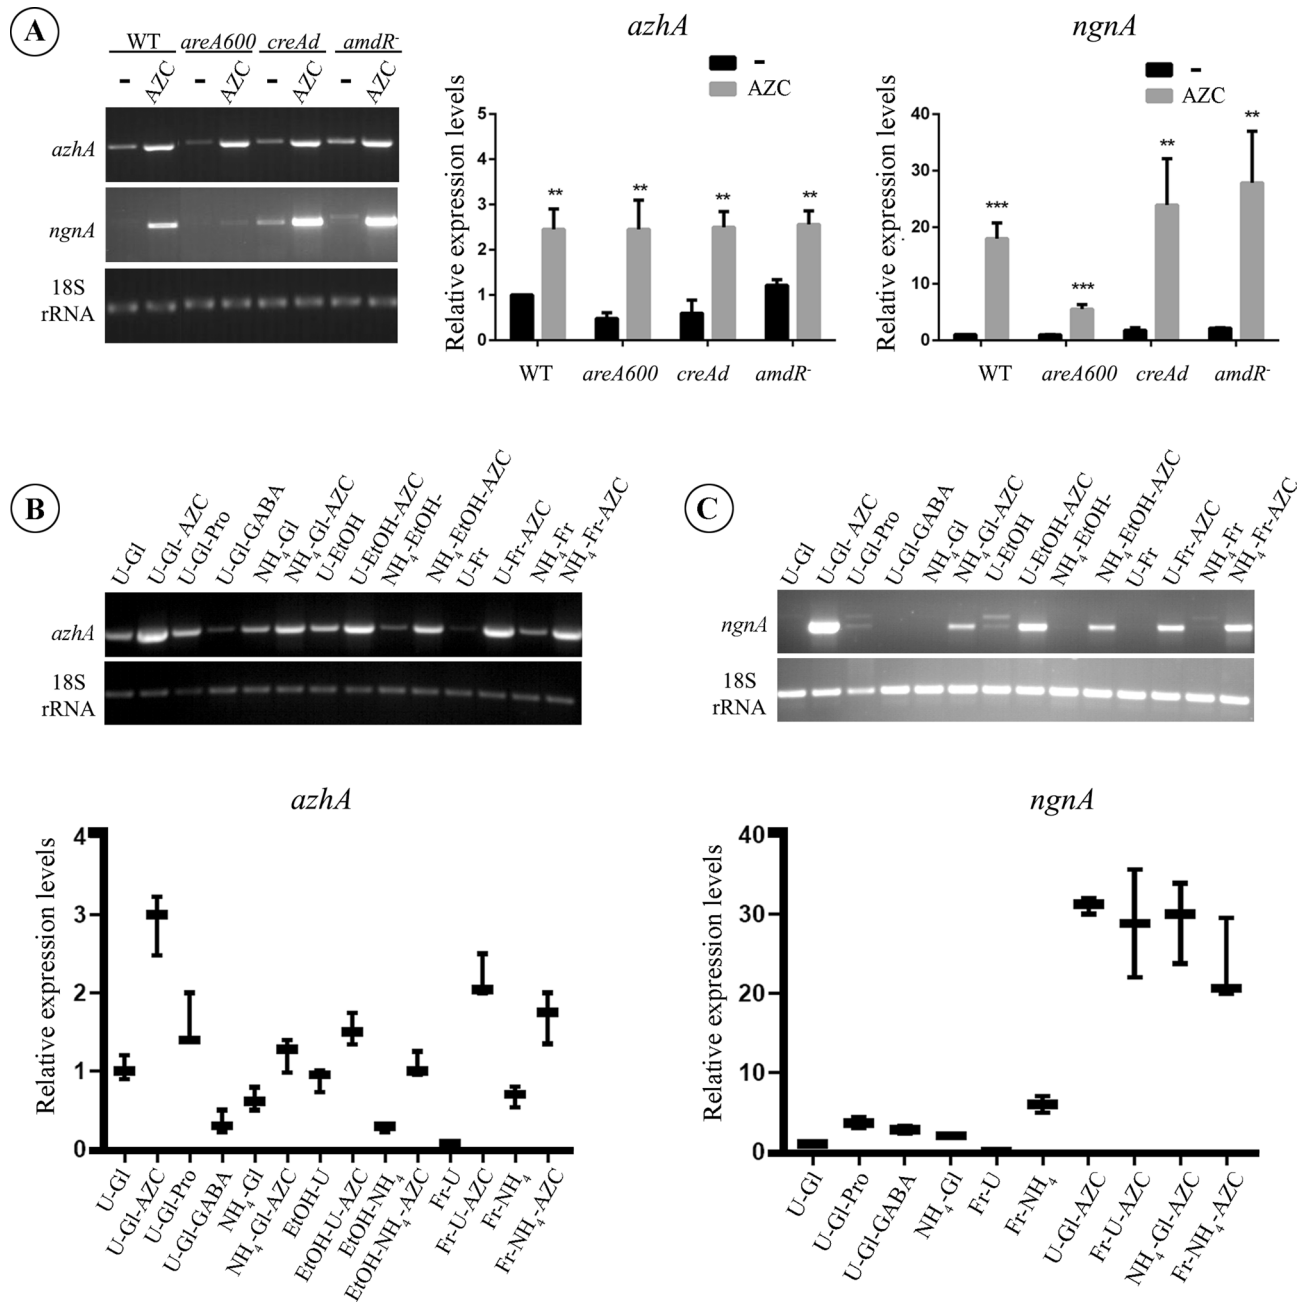 A
WT areA600 creAd amdR-
- AZC - AZC - AZC - AZC
azhA
ngnA
18S
rRNA
azhA
-
AZC
Relative expression levels
5
4
3
2
1
0
** ** ** **
WT areA600 creAd amdR-
ngnA
-
AZC
Relative expression levels
40
30
20
10
0
*** *** ** **
WT areA600 creAd amdR-
B
U-Gl
U-Gl- AZC
U-Gl-Pro
U-Gl-GABA
NH4-Gl
NH4-Gl-AZC
U-EtOH
U-EtOH-AZC
NH4-EtOH-
NH4-EtOH-AZC
U-Fr
U-Fr-AZC
NH4-Fr
NH4-Fr-AZC
azhA
18S
rRNA
C
U-Gl
U-Gl- AZC
U-Gl-Pro
U-Gl-GABA
NH4-Gl
NH4-Gl-AZC
U-EtOH
U-EtOH-AZC
NH4-EtOH-
NH4-EtOH-AZC
U-Fr
U-Fr-AZC
NH4-Fr
NH4-Fr-AZC
ngnA
18S
rRNA
azhA
Relative expression levels
4
3
2
1
0
U-Gl
U-Gl-AZC
U-Gl-Pro
U-Gl-GABA
NH4-Gl
NH4-Gl-AZC
EtOH-U
EtOH-U-AZC
EtOH-NH4
EtOH-NH4-AZC
Fr-U
Fr-U-AZC
Fr-NH4
Fr-NH4-AZC
ngnA
Relative expression levels
40
30
20
10
0
U-Gl
U-Gl-Pro
U-Gl-GABA
NH4-Gl
Fr-U
Fr-NH4
U-Gl-AZC
Fr-U-AZC
NH4-Gl-AZC
Fr-NH4-AZC